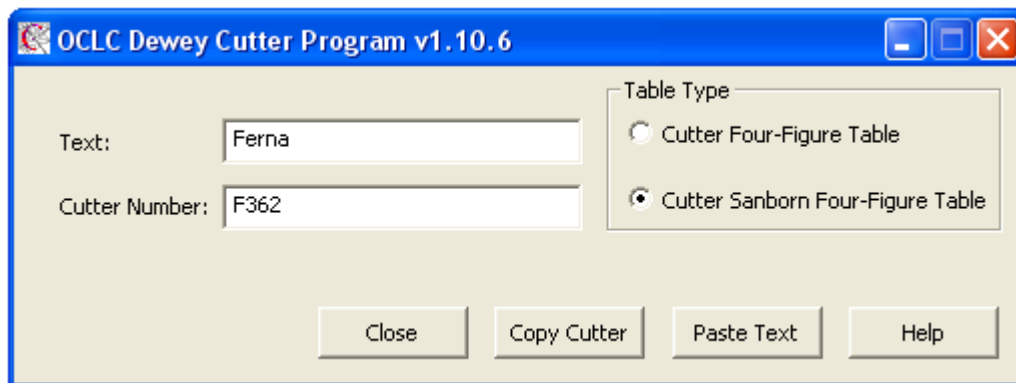 OCLC Dewey Cutter Program v1.10.6
Text:
Ferna
Cutter Number:
F362
Table Type
Cutter Four-Figure Table
Cutter Sanborn Four-Figure Table
Close
Copy Cutter
Paste Text
Help